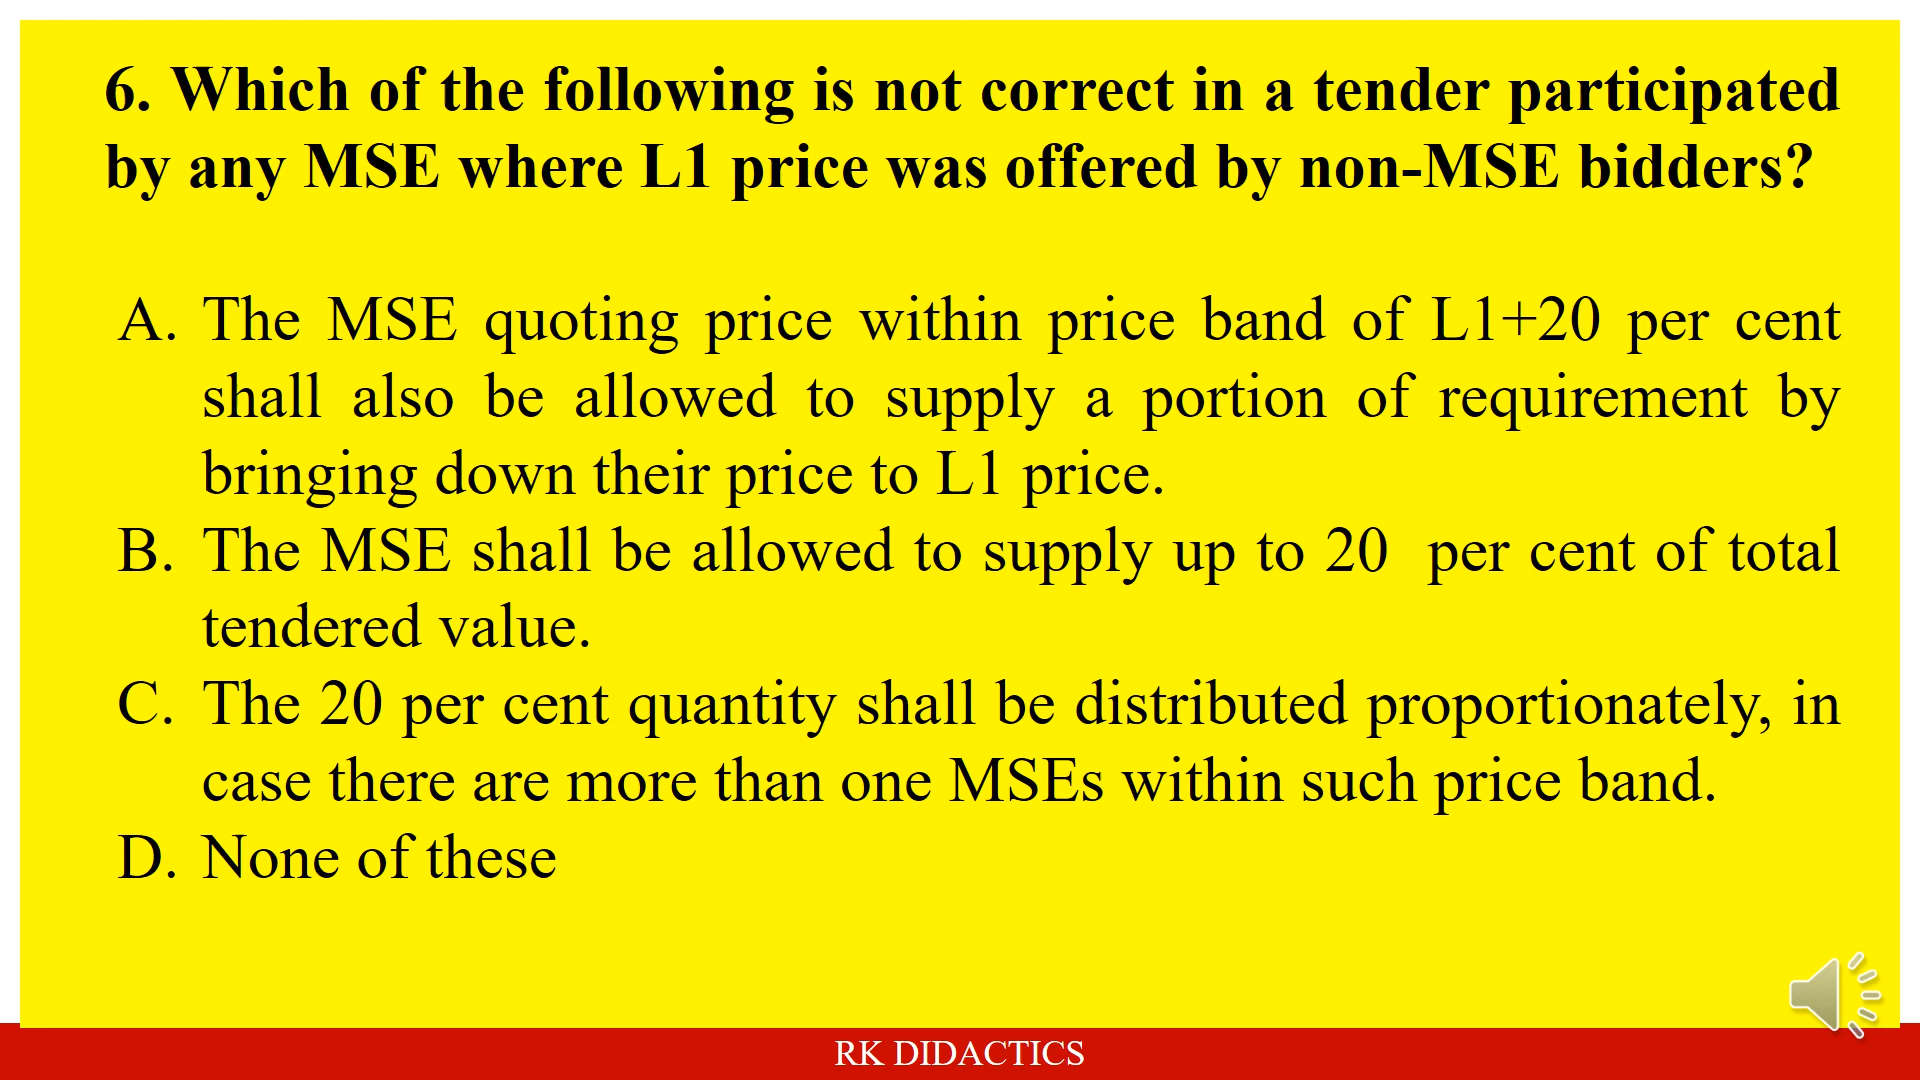 6. Which of the following is not correct in a tender participated
by any MSE where L1 price was offered by non-MSE bidders?
A. The MSE quoting price within price band of L1+20 per cent
shall also be allowed to supply a portion of requirement by
bringing down their price to L1 price.
B. The MSE shall be allowed to supply up to 20 per cent of total
tendered value.
C. The 20 per cent quantity shall be distributed proportionately, in
case there are more than one MSEs within such price band.
D. None of these
RK DIDACTICS